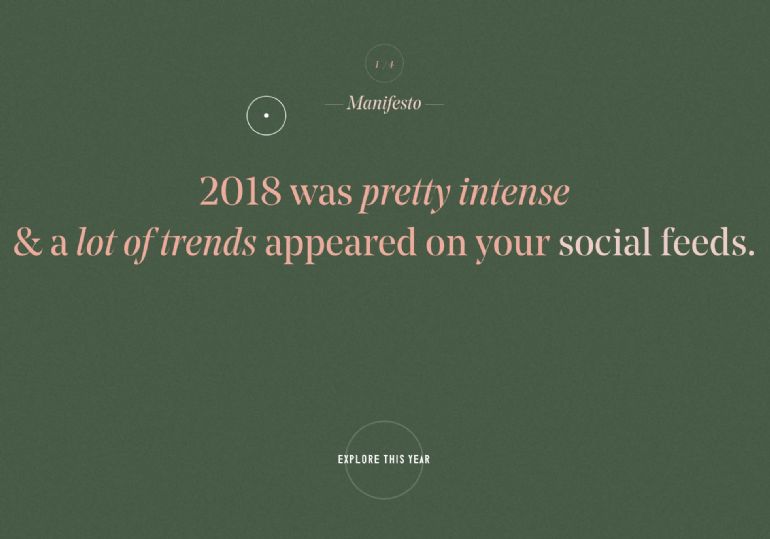 1 / 4
Manifesto
2018 was pretty intense
& a lot of trends appeared on your social feeds.
EXPLORE THIS YEAR